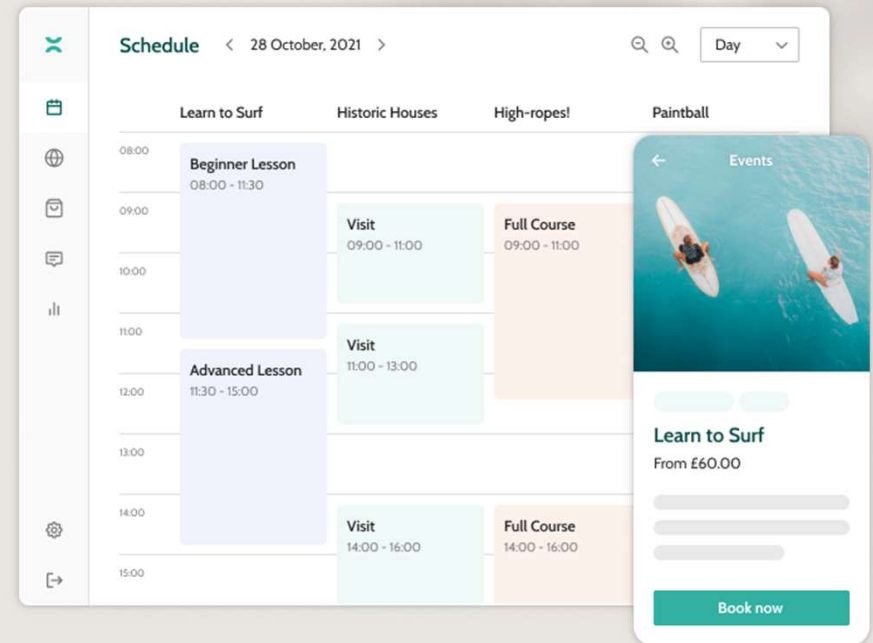 Schedule
28 October, 2021
Day
Learn to Surf
Historic Houses
High-ropes!
Paintball
08:00
Beginner Lesson
08:00 - 11:30
09:00
Visit
09:00 - 11:00
Full Course
09:00 - 11:00
10:00
11:00
Visit
11:00 - 13:00
Advanced Lesson
11:30 - 15:00
12:00
13:00
14:00
Visit
14:00 - 16:00
Full Course
14:00 - 16:00
15:00
Events
Learn to Surf
From £60.00
Book now